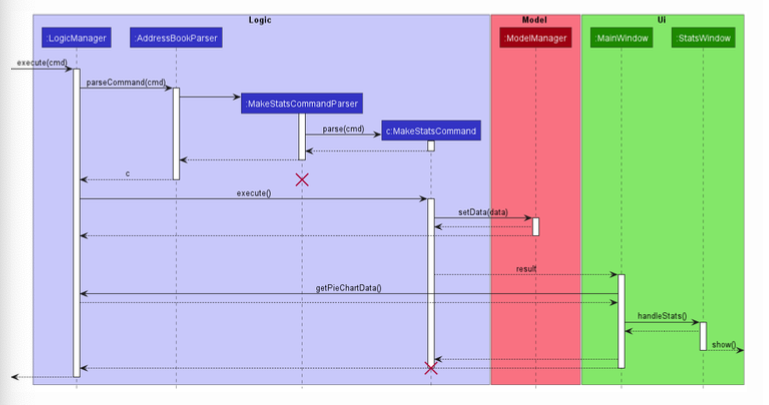 Logic
Model
Ui
:LogicManager
:AddressBookParser
:ModelManager
:MainWindow
:StatsWindow
execute(cmd)
parseCommand(cmd)
:MakeStatsCommandParser
parse(cmd)
c:MakeStatsCommand
c
execute()
setData(data)
result
getPieChartData()
handleStats()
show()